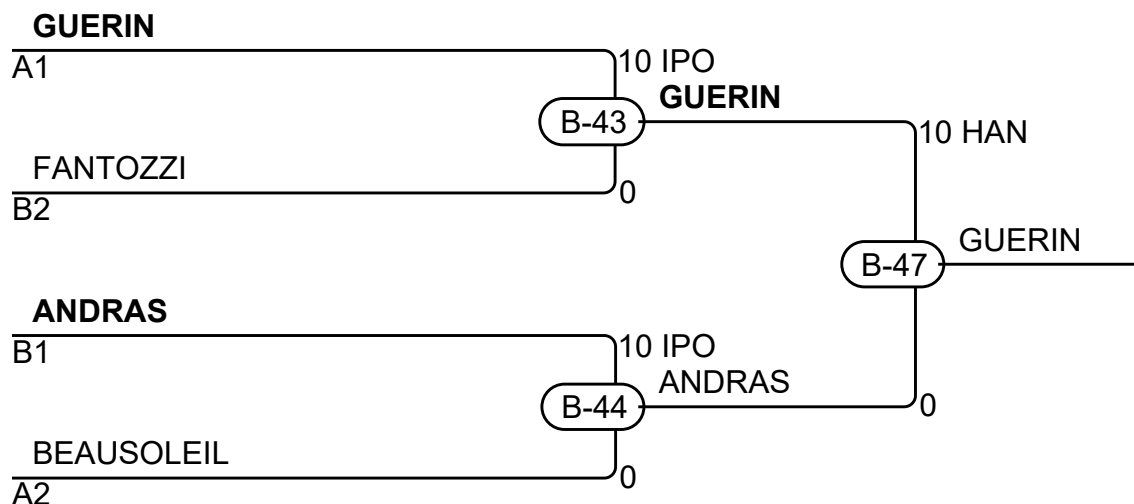 GUERIN
A1
10 IPO
GUERIN
B-43
10 HAN
FANTOZZI
B2
0
GUERIN
B-47
ANDRAS
B1
10 IPO
ANDRAS
B-44
0
BEAUSOLEIL
A2
0